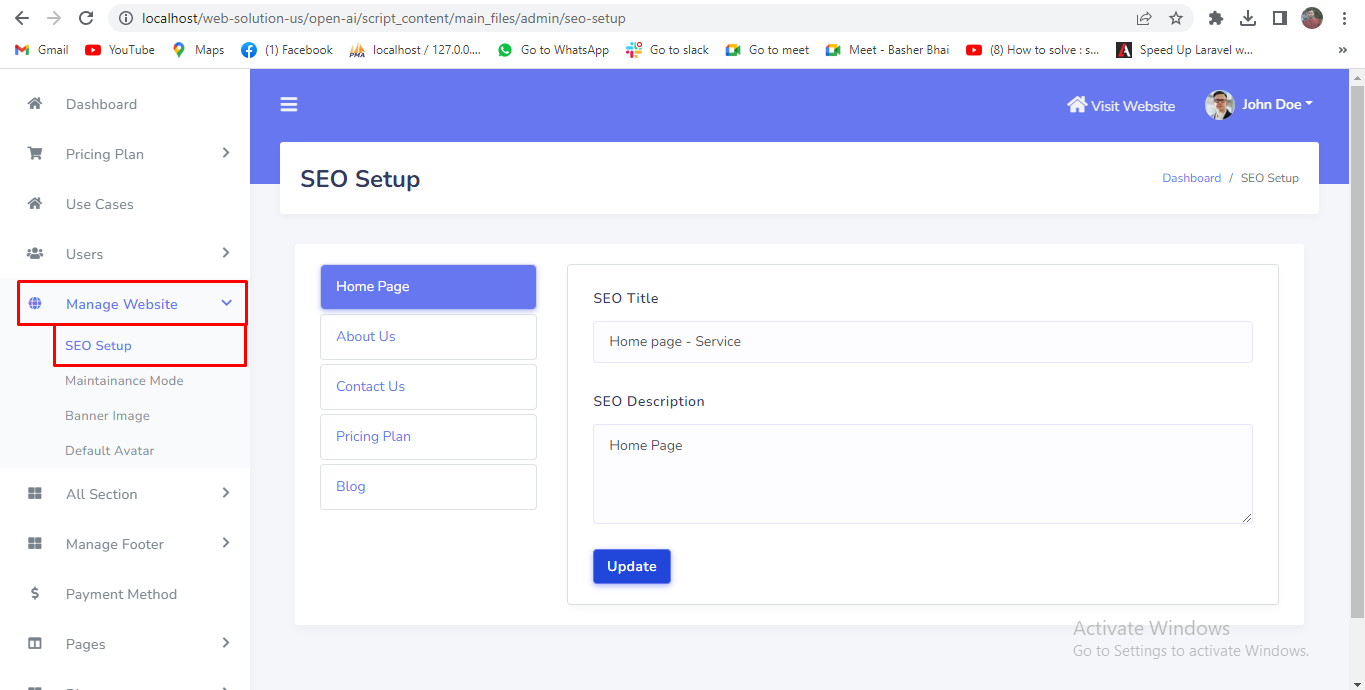 localhost/web-solution-us/open-ai/script_content/main_files/admin/seo-setup
Gmail YouTube Maps (1) Facebook localhost / 127.0.0.... Go to WhatsApp Go to slack Go to meet Meet - Basher Bhai (8) How to solve : s... Speed Up Laravel w... »
Dashboard
Pricing Plan
Use Cases
Users
Manage Website
SEO Setup
Maintainance Mode
Banner Image
Default Avatar
All Section
Manage Footer
Payment Method
Pages
Visit Website John Doe
SEO Setup
Dashboard / SEO Setup
Home Page
About Us
Contact Us
Pricing Plan
Blog
SEO Title
Home page - Service
SEO Description
Home Page
Update
Activate Windows
Go to Settings to activate Windows.